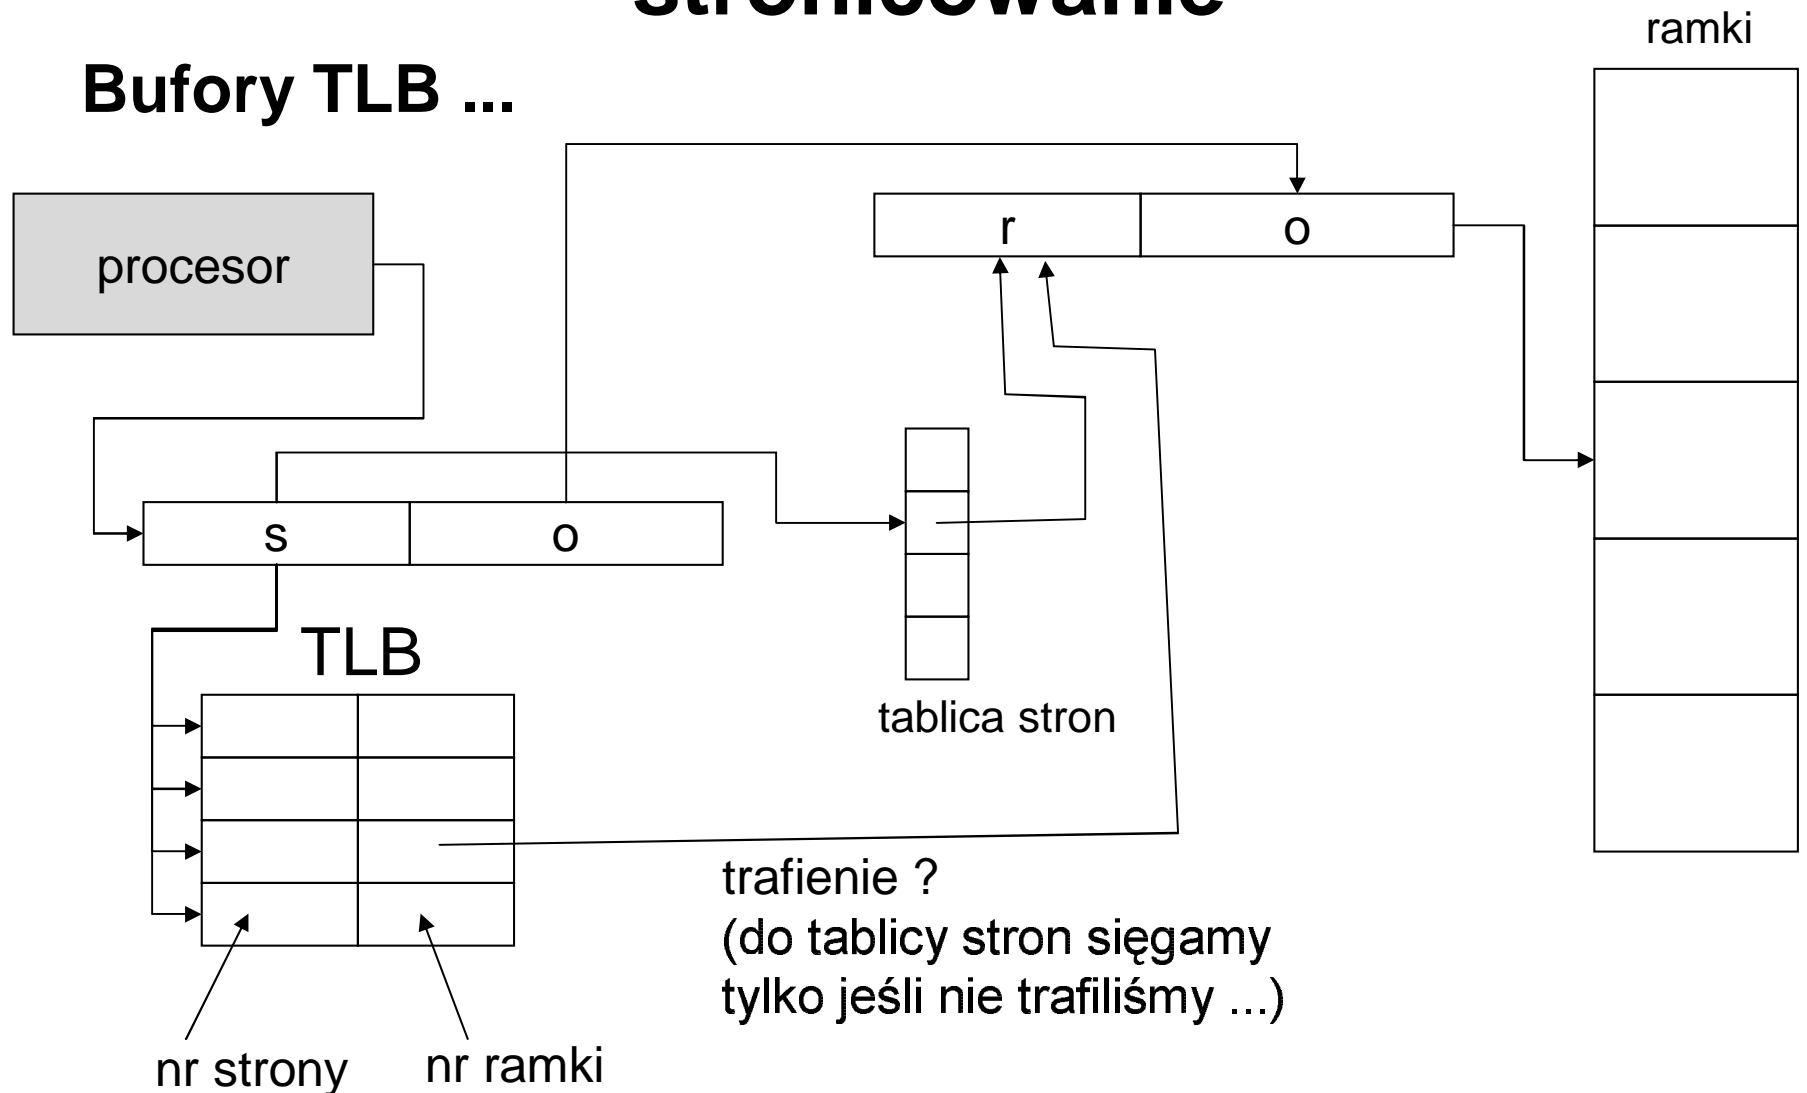 stronicowanie
ramki
Bufory TLB ...
procesor
r
o
s
o
TLB
tablica stron
trafienie ?
(do tablicy stron sięgamy
tylko jeśli nie trafiliśmy ...)
nr strony
nr ramki